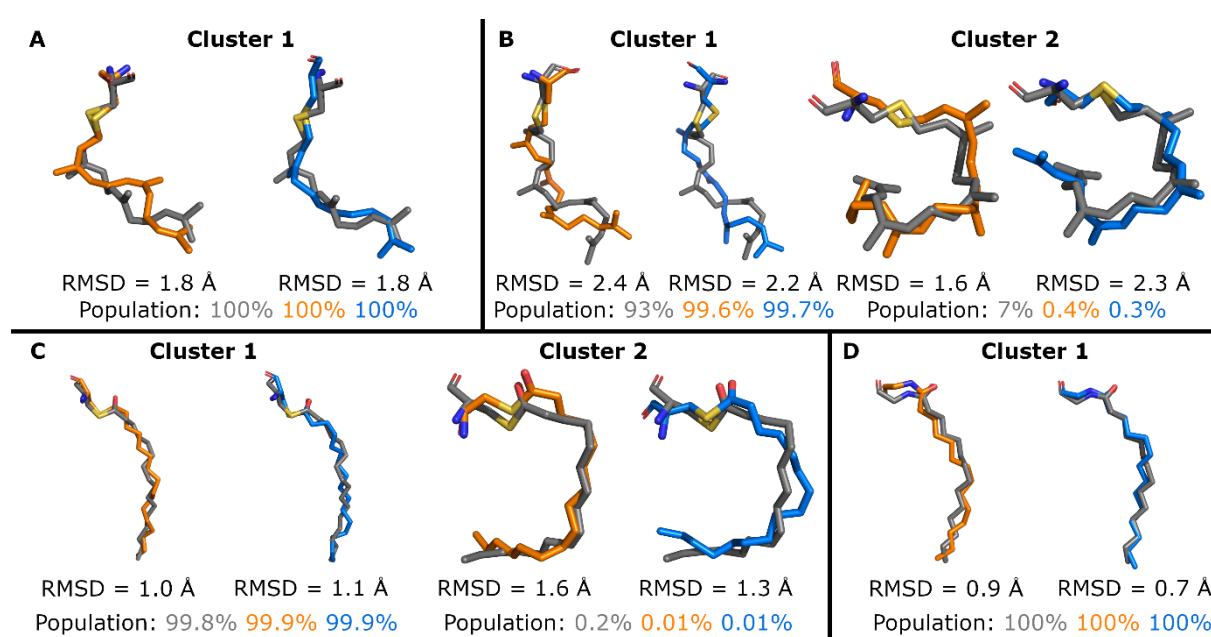 A Cluster 1
RMSD = 1.8 Å RMSD = 1.8 Å
Population: 100% 100% 100%
B Cluster 1 Cluster 2
RMSD = 2.4 Å RMSD = 2.2 Å RMSD = 1.6 Å RMSD = 2.3 Å
Population: 93% 99.6% 99.7% Population: 7% 0.4% 0.3%
C Cluster 1 Cluster 2
RMSD = 1.0 Å RMSD = 1.1 Å RMSD = 1.6 Å RMSD = 1.3 Å
Population: 99.8% 99.9% 99.9% Population: 0.2% 0.01% 0.01%
D Cluster 1
RMSD = 0.9 Å RMSD = 0.7 Å
Population: 100% 100% 100%